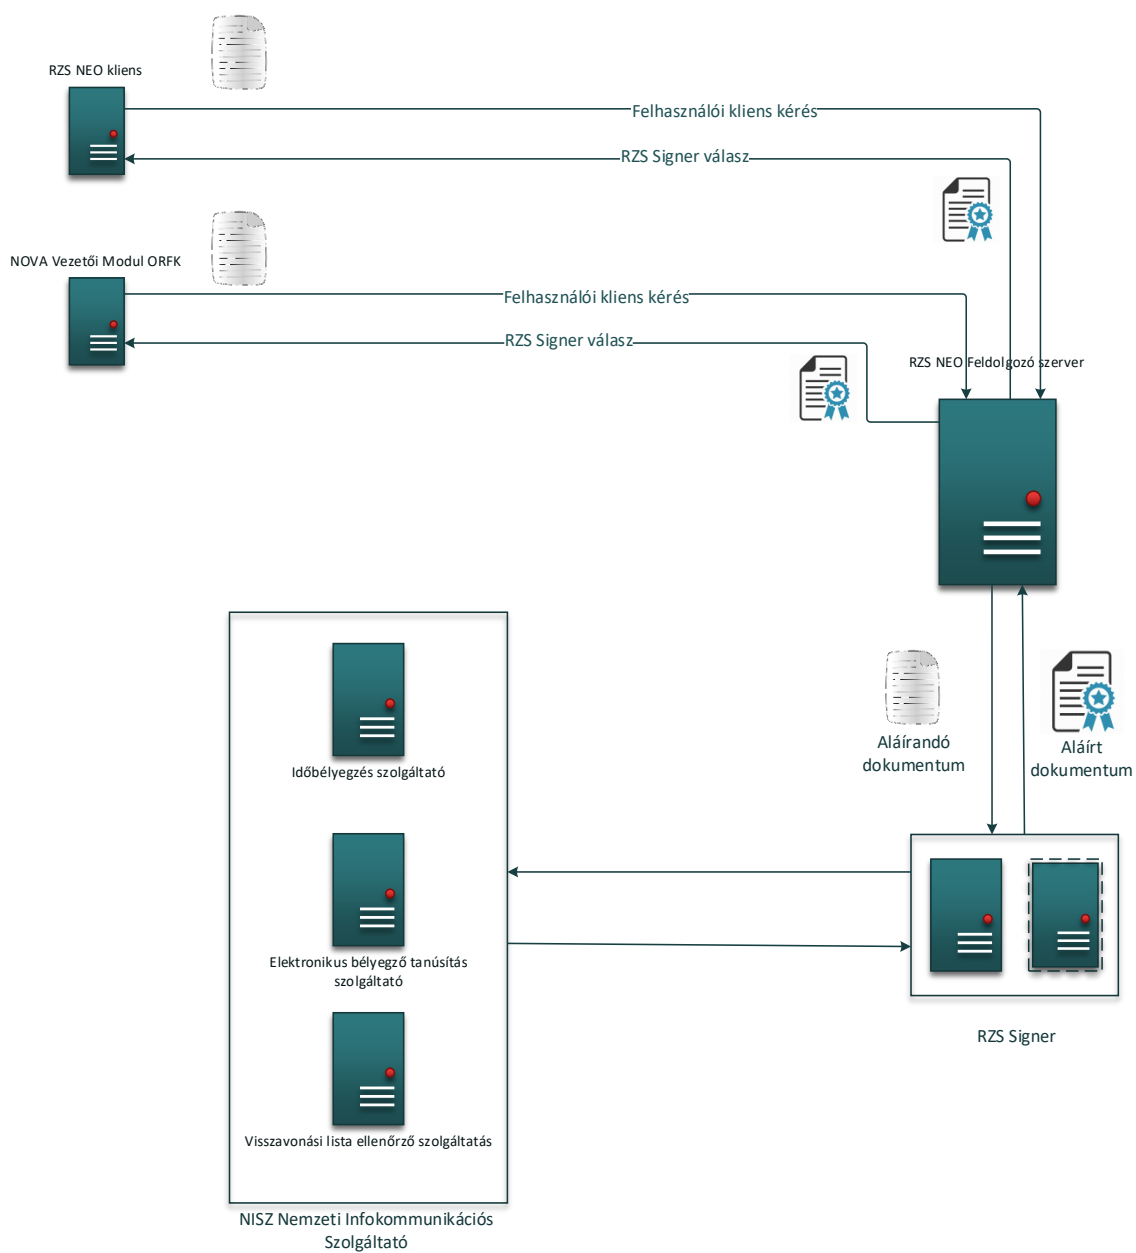 RZS NEO kliens
Felhasználói kliens kérés
RZS Signer válasz
NOVA Vezetői Modul ORFK
Felhasználói kliens kérés
RZS Signer válasz
RZS NEO Feldolgozó szerver
Aláírandó
dokumentum
Aláírt
dokumentum
Időbélyegzés szolgáltató
Elektronikus bélyegző tanúsítás
szolgáltató
RZS Signer
Visszavonási lista ellenőrző szolgáltatás
NISZ Nemzeti Infokommunikációs
Szolgáltató